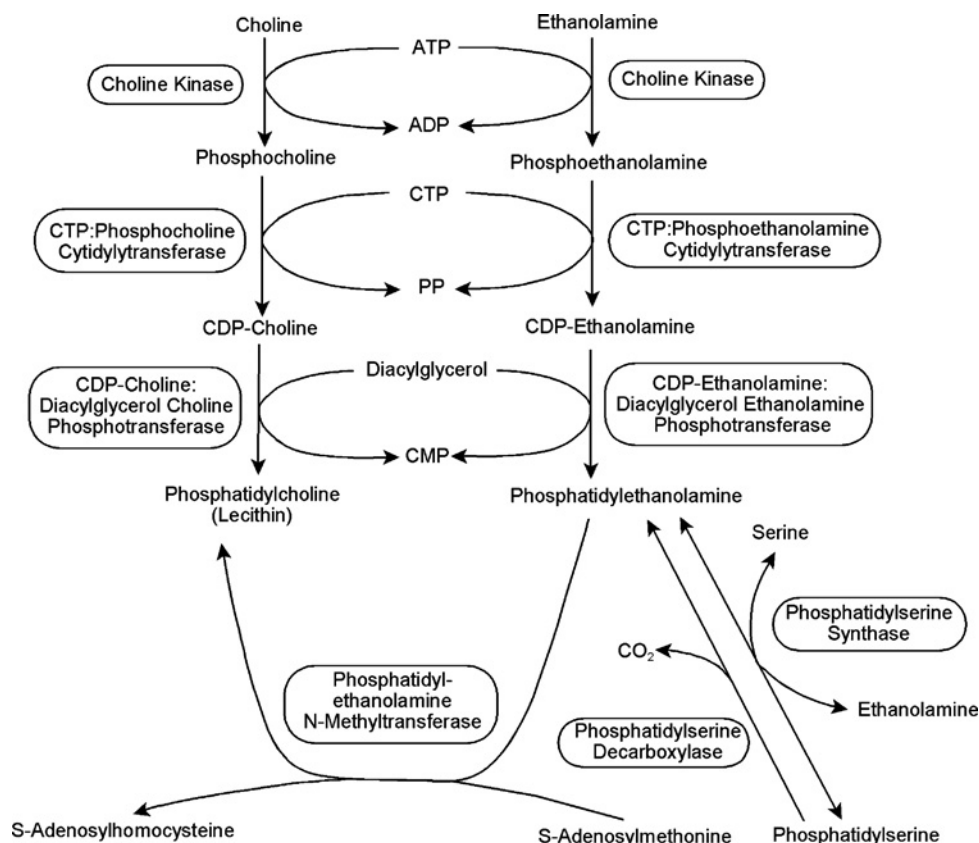 Choline
Ethanolamine
ATP
Choline Kinase
Choline Kinase
ADP
Phosphocholine
Phosphoethanolamine
CTP
CTP:Phosphocholine
Cytidylytransferase
CTP:Phosphoethanolamine
Cytidylytransferase
PP
CDP-Choline
CDP-Ethanolamine
Diacylglycerol
CDP-Choline:
Diacylglycerol Choline
Phosphotransferase
CDP-Ethanolamine:
Diacylglycerol Ethanolamine
Phosphotransferase
CMP
Phosphatidylcholine
(Lecithin)
Phosphatidylethanolamine
Serine
Phosphatidylserine
Synthase
CO₂
Phosphatidyl-
ethanolamine
N-Methyltransferase
Ethanolamine
Phosphatidylserine
Decarboxylase
S-Adenosylhomocysteine
S-Adenosylmethonine
Phosphatidylserine